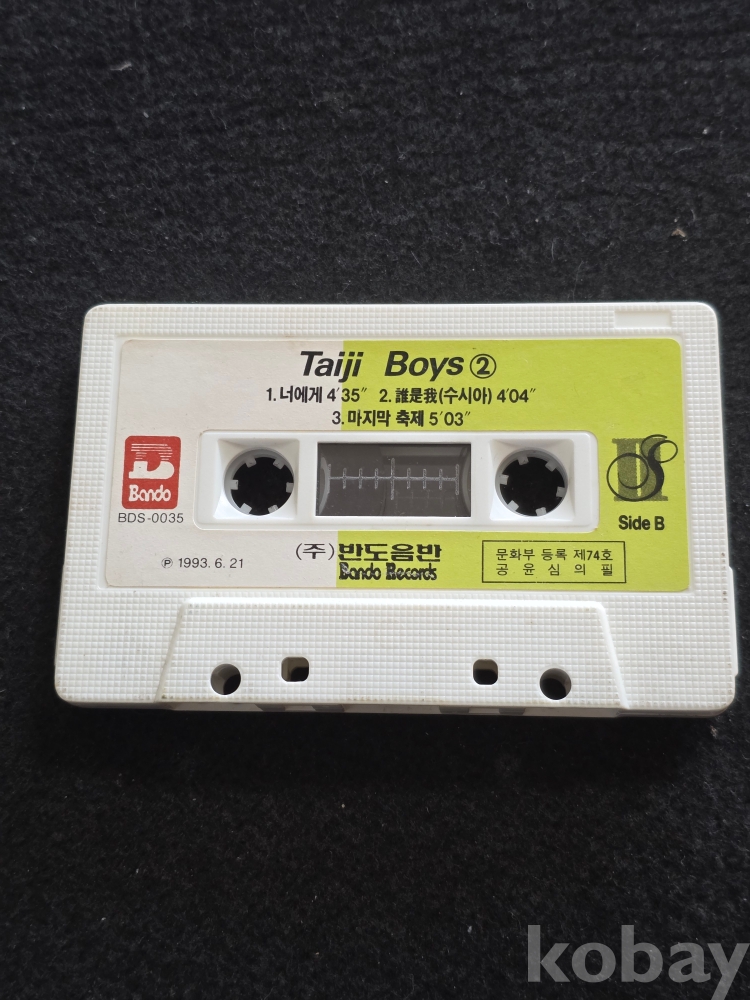 Taiji Boys ②
1. 너에게 4′35″ 2. 誰是我(수시아) 4′04″
3. 마지막 축제 5′03″
Bando
BDS-0035
Side B
℗ 1993. 6. 21
(주)반도음반
Bando Records
문화부 등록 제74호
공 윤 심 의 필
kobay